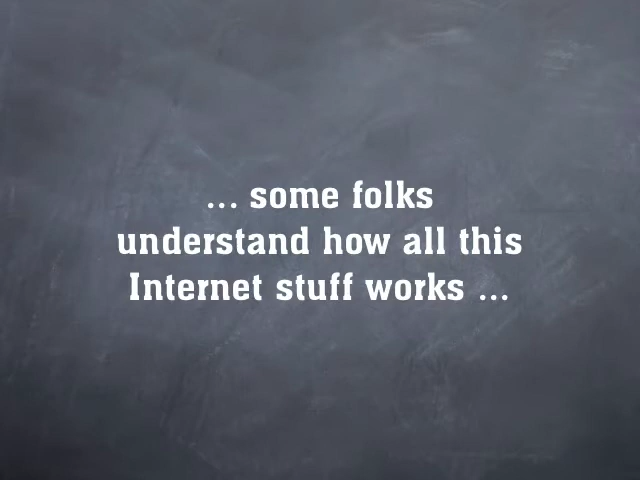 ... some folks
understand how all this
Internet stuff works ...